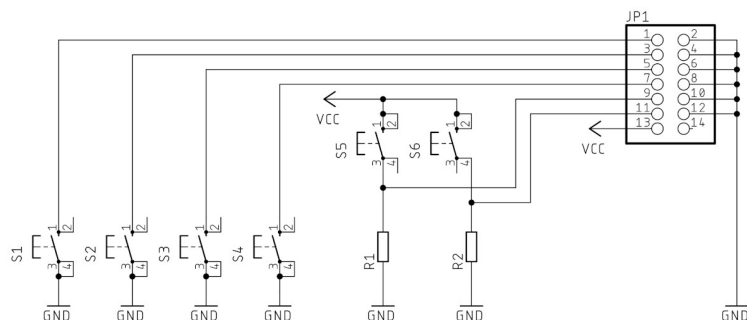 JP1
1 2
3 4
5 6
7 8
9 10
11 12
13 14
VCC
VCC
1 2
S5
3 4
1 2
S6
3 4
1 2
S1
3 4
1 2
S2
3 4
1 2
S3
3 4
1 2
S4
3 4
R1
R2
GND
GND
GND
GND
GND
GND
GND